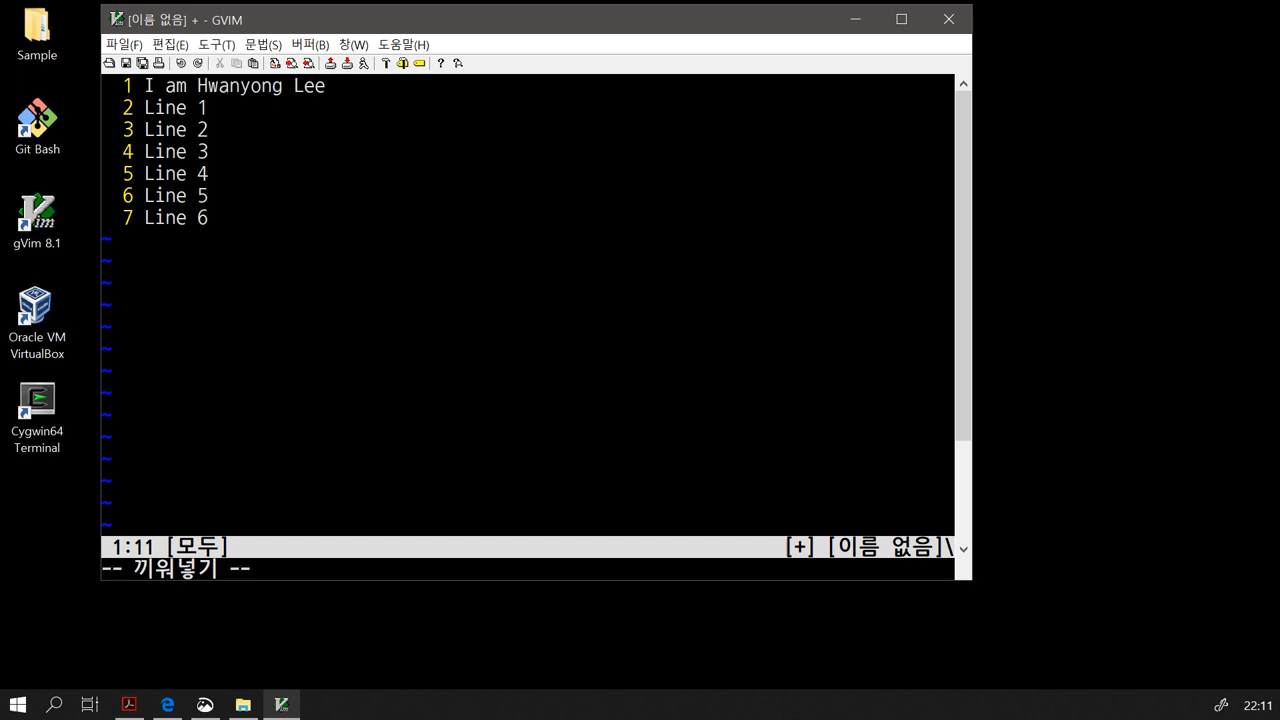 Sample
Git Bash
gVim 8.1
Oracle VM
VirtualBox
Cygwin64
Terminal
[이름 없음] + - GVIM
파일(F) 편집(E) 도구(T) 문법(S) 버퍼(B) 창(W) 도움말(H)
1 I am Hwanyong Lee
2 Line 1
3 Line 2
4 Line 3
5 Line 4
6 Line 5
7 Line 6
~
~
~
~
~
~
~
~
~
~
~
~
~
~
1:11 [모두] [+] [이름 없음]\
-- 끼워넣기 --
22:11